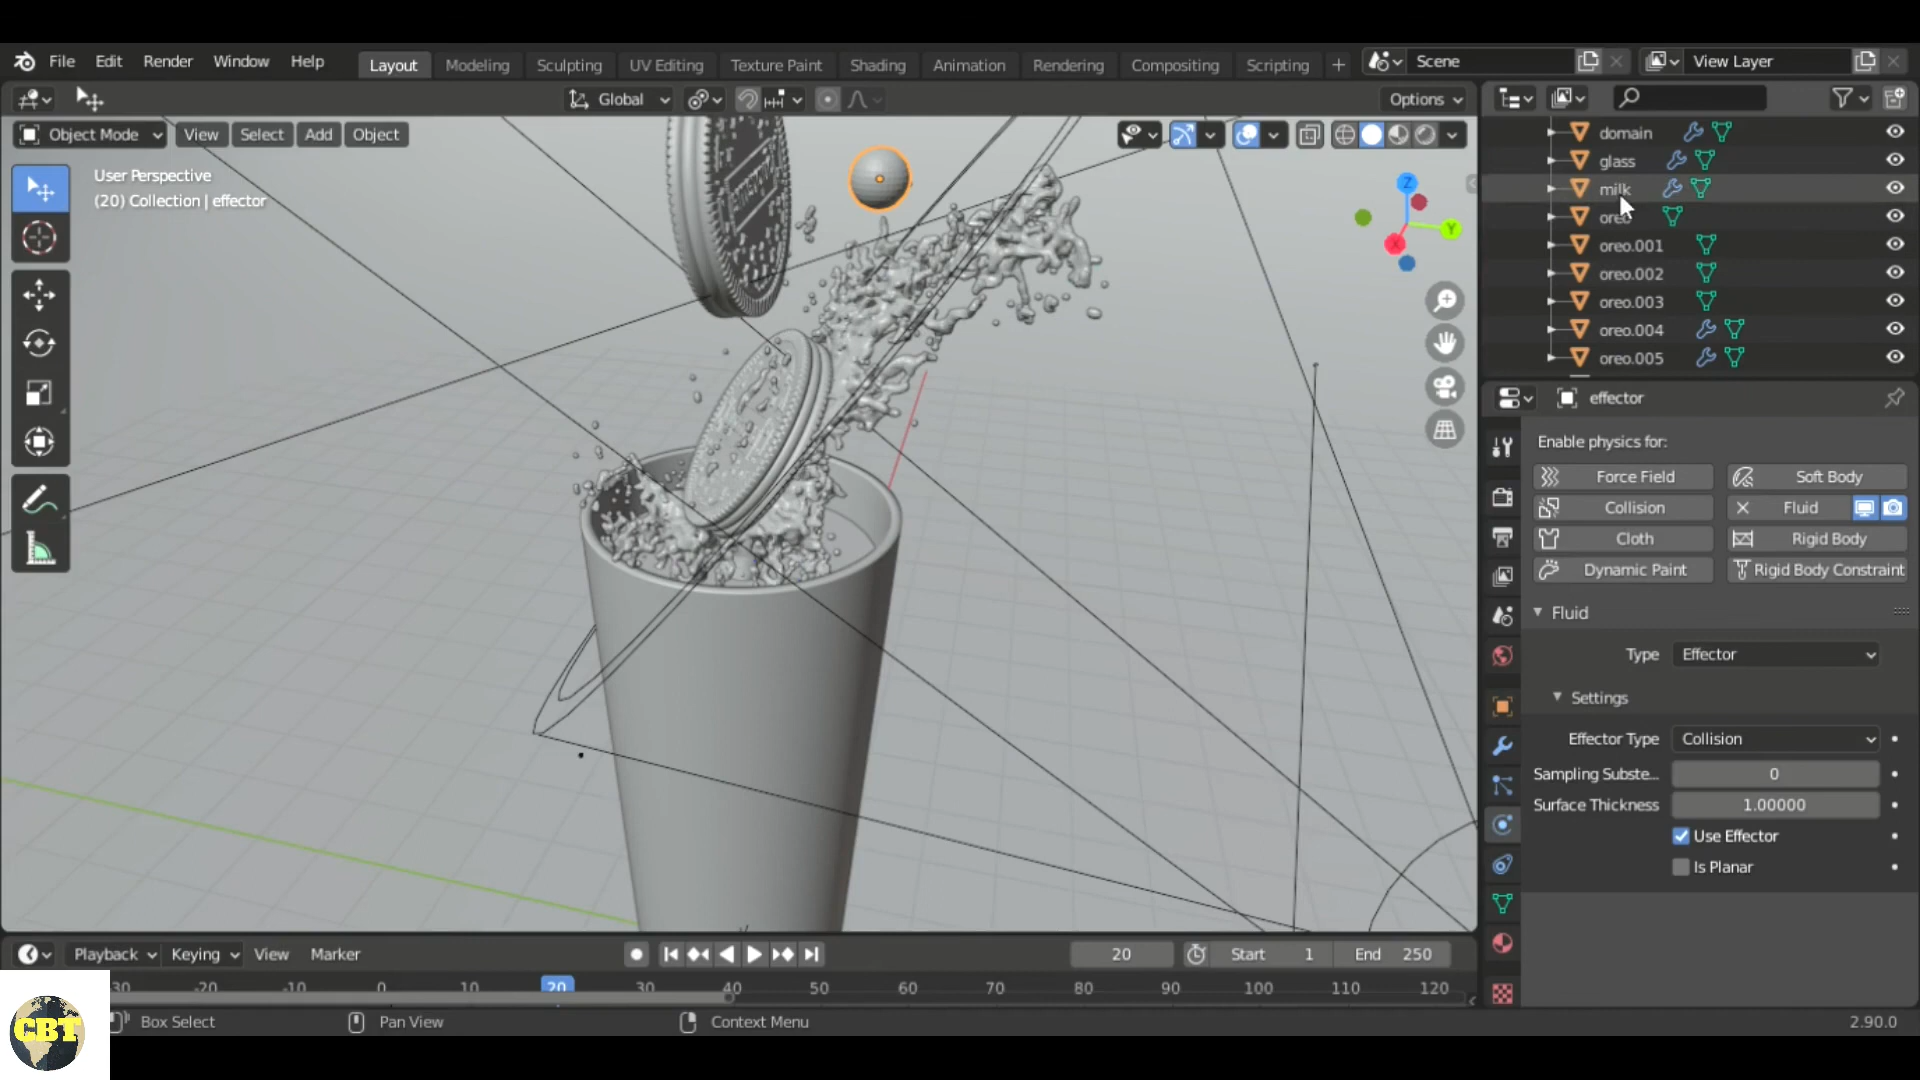 File Edit Render Window Help Layout Modeling Sculpting UV Editing Texture Paint Shading Animation Rendering Compositing Scripting + Scene View Layer
Global Options
Object Mode View Select Add Object
User Perspective
(20) Collection | effector
Z
Y
X
domain
glass
milk
oreo
oreo.001
oreo.002
oreo.003
oreo.004
oreo.005
effector
Enable physics for:
Force Field Soft Body
Collision Fluid
Cloth Rigid Body
Dynamic Paint Rigid Body Constraint
Fluid
Type Effector
Settings
Effector Type Collision
Sampling Subste... 0
Surface Thickness 1.00000
Use Effector
Is Planar
Playback Keying View Marker 20 Start 1 End 250
30 -20 -10 0 10 20 30 40 50 60 70 80 90 100 110 120
Box Select Pan View Context Menu 2.90.0
CBT